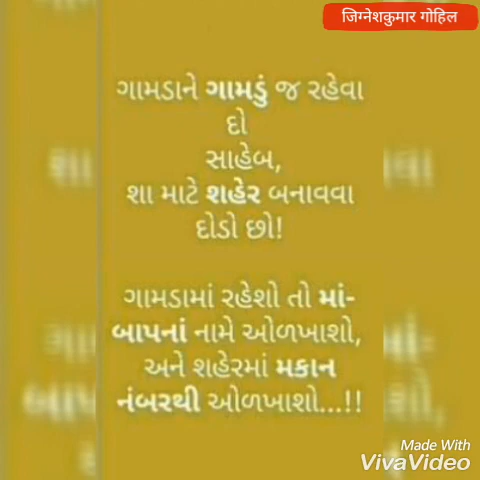 જિગ્નેશકુમાર ગોહિલ
ગામડાને ગામડું જ રહેવા
દો
સાહેબ,
શા માટે શહેર બનાવવા
દોડો છો!
ગામડામાં રહેશો તો માં-
બાપનાં નામે ઓળખાશો,
અને શહેરમાં મકાન
નંબરથી ઓળખાશો...!!
Made With
VivaVideo